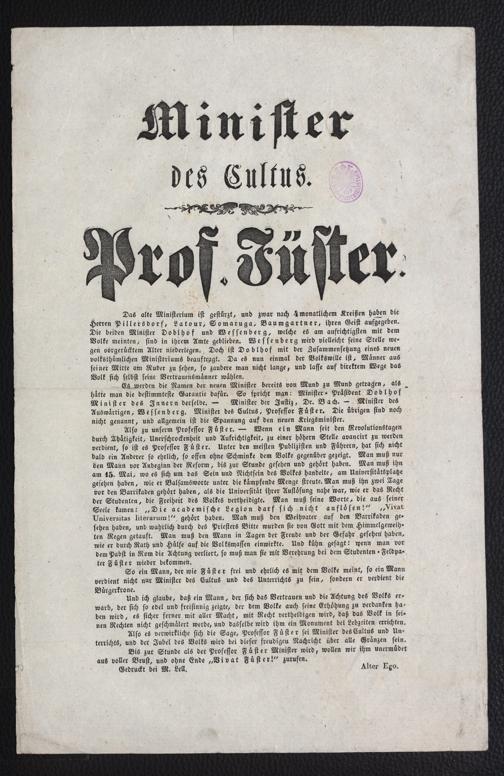 Minister
des Cultus.
Prof. Füster.
Das alte Ministerium ist gestürzt, und zwar nach 4 monatlichem Kreißen haben die
Herren Pillersdorf, Latour, Somaruga, Baumgartner, ihren Geist aufgegeben.
Die beiden Minister Doblhof und Wessenberg, welche es am aufrichtigsten mit dem
Volke meinten, sind in ihrem Amte geblieben. Wessenberg wird vielleicht seine Stelle we-
gen vorgerücktem Alter niederlegen. Doch ist Doblhof mit der Zusammensetzung eines neuen
volksthümlichen Ministeriums beauftragt. Da es nun einmal der Volkswille ist, Männer aus
seiner Mitte am Ruder zu sehen, so zaudere man nicht lange, und lasse auf direktem Wege das
Volk sich selbst seine Vertrauensmänner wählen.
Es werden die Namen der neuen Minister bereits von Mund zu Mund getragen, als
hätte man die bestimmteste Garantie dafür. So spricht man: Minister-Präsident Doblhof
Minister des Innern derselbe. — Minister der Justiz, Dr. Bach. — Minister des
Auswärtigen, Wessenberg. Minister des Cultus, Professor Füster. Die übrigen sind noch
nicht genannt, und allgemein ist die Spannung auf den neuen Kriegsminister.
Also zu unsern Professor Füster. — Wenn ein Mann seit den Revolutionstagen
durch Thätigkeit, Unerschrockenheit und Aufrichtigkeit, zu einer höhern Stelle avancirt zu werden
verdient, so ist es Professor Füster. Unter den meisten Publizisten und Führern, hat sich nicht
bald ein Anderer so ehrlich, so offen ohne Schminke dem Volke gegenüber gezeigt. Man muß nur
den Mann vor Anbeginn der Reform, bis zur Stunde gesehen und gehört haben. Man muß ihn
am 15. Mai, wo es sich um das Sein und Nichtsein des Volkes handelte, am Universitätsplatze
gesehen haben, wie er Balsamworte unter die kämpfende Menge streute. Man muß ihn zwei Tage
vor den Barrikaden gehört haben, als die Universität ihrer Auflösung nahe war, wie er das Recht
der Studenten, die Freiheit des Volks vertheidigte. Man muß seine Worte, die aus seiner
Seele kamen: „Die academische Legion darf sich nicht auflösen!“ „Vivat
Universitas literarum!“, gehört haben. Man muß den Weihvater auf den Barrikaden ge-
sehen haben, und wahrlich durch des Priesters Bitte wurden sie von Gott mit dem Himmelgeweih-
ten Regen getauft. Man muß den Mann in Tagen der Freude und der Gefahr gesehen haben,
wie er durch Rath und Hülfe auf die Volksmassen einwirkte. Und kühn gesagt: wenn man vor
dem Pabst in Rom die Achtung verliert, so muß man sie mit Verehrung bei dem Studenten-Feldpa-
ter Füster wieder bekommen.
So ein Mann, der wie Füster frei und ehrlich es mit dem Volke meint, so ein Mann
verdient nicht nur Minister des Cultus und des Unterrichts zu sein, sondern er verdient die
Bürgerkrone.
Und ich glaube, daß ein Mann, der sich das Vertrauen und die Achtung des Volks er-
warb, der sich so edel und freisinnig zeigte, der dem Volke auch seine Erhöhung zu verdanken ha-
ben wird, es sicher ferner mit aller Macht, mit Recht vertheidigen wird, daß das Volk in sei-
nen Rechten nicht geschmälert werde, und dasselbe wird ihm ein Monument bei Lebzeiten errichten.
Also es verwirkliche sich die Sage, Professor Füster sei Minister des Cultus und Un-
terrichts, und der Jubel des Volks wird bei dieser freudigen Nachricht über alle Gränzen sein.
Bis zur Stunde als der Professor Füster Minister wird, wollen wir ihm unermüdet
aus voller Brust, und ohne Ende „Vivat Füster!“ zurufen.
Alter Ego.
Gedruckt bei M. Lell.